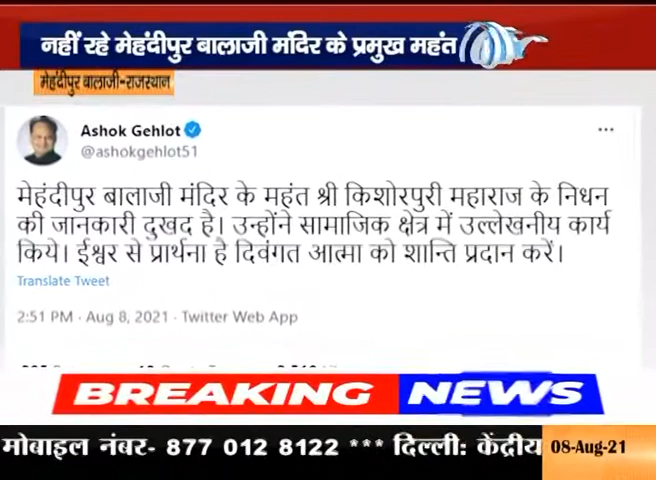 नहीं रहे मेहंदीपुर बालाजी मंदिर के प्रमुख महंत
मेहंदीपुर बालाजी-राजस्थान
Ashok Gehlot
@ashokgehlot51
मेहंदीपुर बालाजी मंदिर के महंत श्री किशोरपुरी महाराज के निधन
की जानकारी दुखद है। उन्होंने सामाजिक क्षेत्र में उल्लेखनीय कार्य
किये। ईश्वर से प्रार्थना है दिवंगत आत्मा को शान्ति प्रदान करें।
Translate Tweet
2:51 PM · Aug 8, 2021 · Twitter Web App
BREAKING NEWS
मोबाइल नंबर- 877 012 8122 *** दिल्ली: केंद्रीय 08-Aug-21